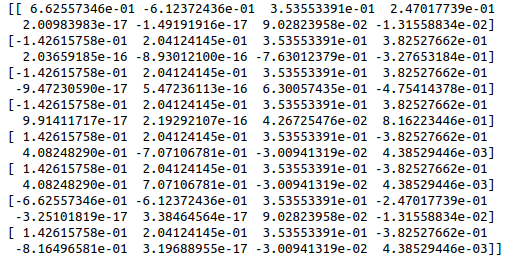 [[ 6.62557346e-01 -6.12372436e-01  3.53553391e-01  2.47017739e-01
   2.00983983e-17 -1.49191916e-17  9.02823958e-02 -1.31558834e-02]
 [-1.42615758e-01  2.04124145e-01  3.53553391e-01  3.82527662e-01
   2.03659185e-16 -8.93012100e-16 -7.63012379e-01 -3.27653184e-01]
 [-1.42615758e-01  2.04124145e-01  3.53553391e-01  3.82527662e-01
  -9.47230590e-17  5.47236113e-16  6.30057435e-01 -4.75414378e-01]
 [-1.42615758e-01  2.04124145e-01  3.53553391e-01  3.82527662e-01
   9.91411717e-17  2.19292107e-16  4.26725476e-02  8.16223446e-01]
 [ 1.42615758e-01  2.04124145e-01  3.53553391e-01 -3.82527662e-01
   4.08248290e-01 -7.07106781e-01 -3.00941319e-02  4.38529446e-03]
 [ 1.42615758e-01  2.04124145e-01  3.53553391e-01 -3.82527662e-01
   4.08248290e-01  7.07106781e-01 -3.00941319e-02  4.38529446e-03]
 [-6.62557346e-01 -6.12372436e-01  3.53553391e-01 -2.47017739e-01
  -3.25101819e-17  3.38464564e-17  9.02823958e-02 -1.31558834e-02]
 [ 1.42615758e-01  2.04124145e-01  3.53553391e-01 -3.82527662e-01
  -8.16496581e-01  3.19688955e-17 -3.00941319e-02  4.38529446e-03]]